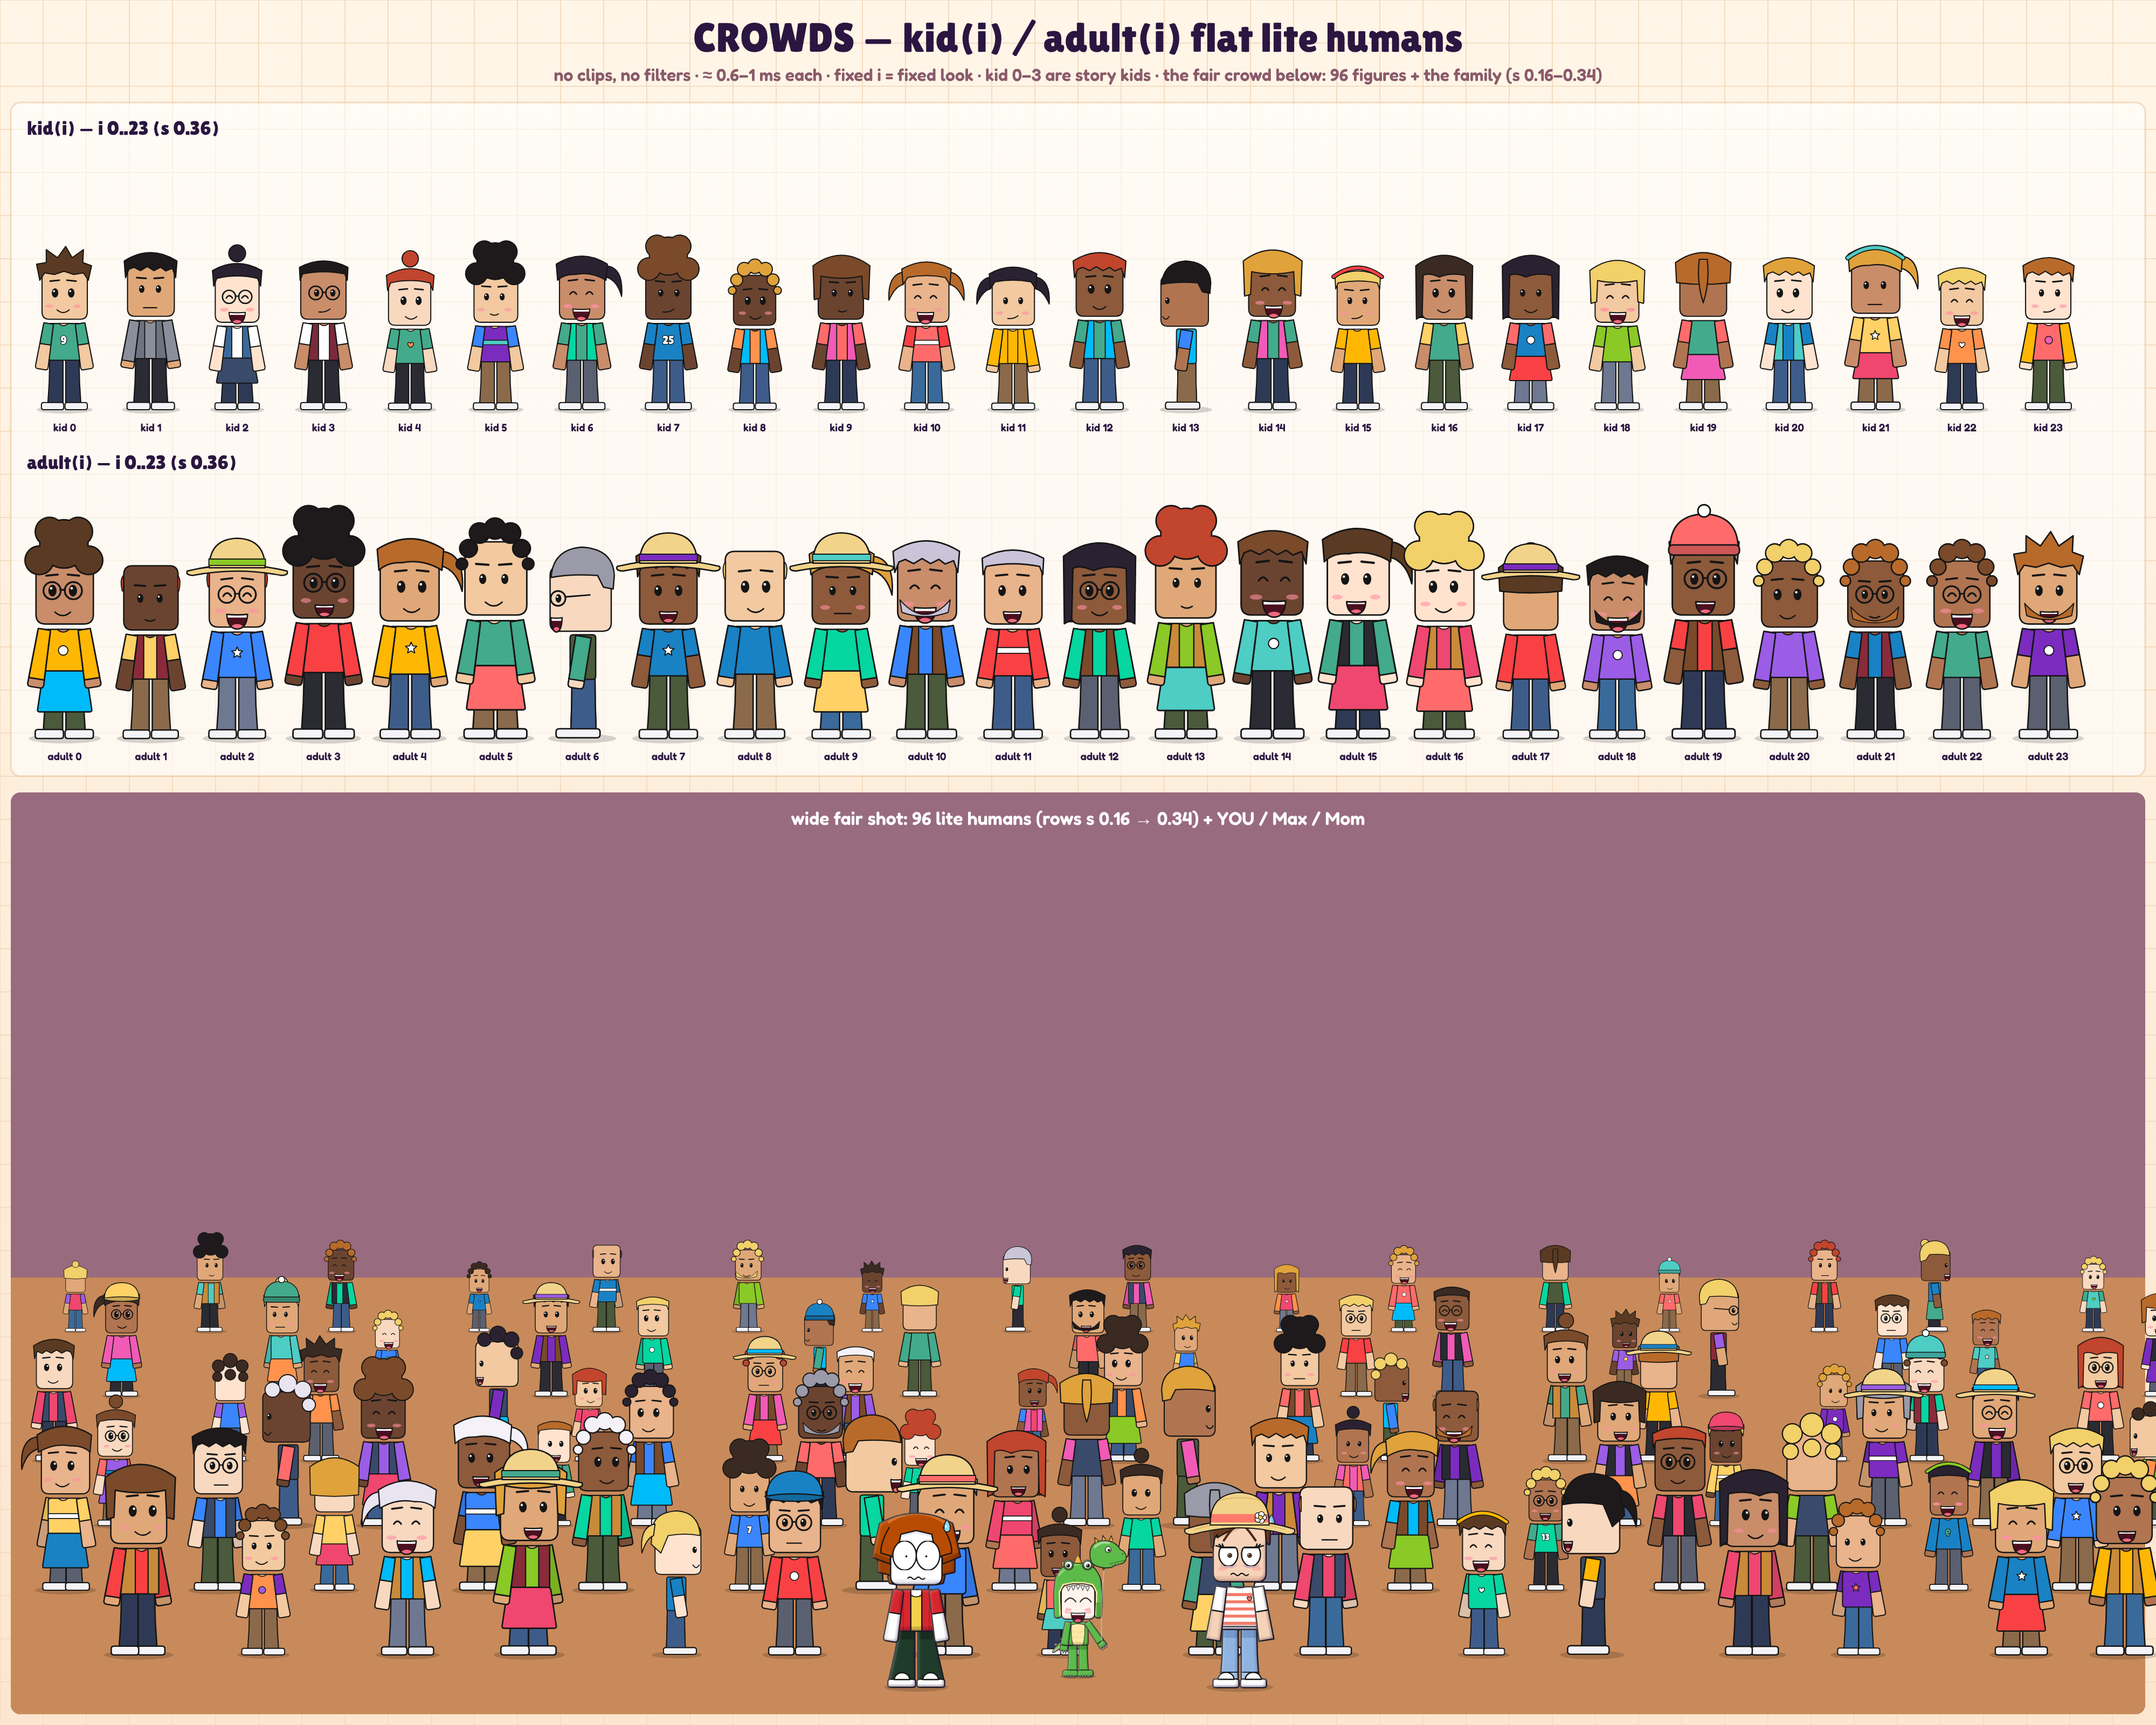 CROWDS — kid(i) / adult(i) flat lite humans
no clips, no filters · ≈ 0.6–1 ms each · fixed i = fixed look · kid 0–3 are story kids · the fair crowd below: 96 figures + the family (s 0.16–0.34)
kid(i) — i 0..23 (s 0.36)
9
25
kid 0 kid 1 kid 2 kid 3 kid 4 kid 5 kid 6 kid 7 kid 8 kid 9 kid 10 kid 11 kid 12 kid 13 kid 14 kid 15 kid 16 kid 17 kid 18 kid 19 kid 20 kid 21 kid 22 kid 23
adult(i) — i 0..23 (s 0.36)
adult 0 adult 1 adult 2 adult 3 adult 4 adult 5 adult 6 adult 7 adult 8 adult 9 adult 10 adult 11 adult 12 adult 13 adult 14 adult 15 adult 16 adult 17 adult 18 adult 19 adult 20 adult 21 adult 22 adult 23
wide fair shot: 96 lite humans (rows s 0.16 → 0.34) + YOU / Max / Mom
7
13